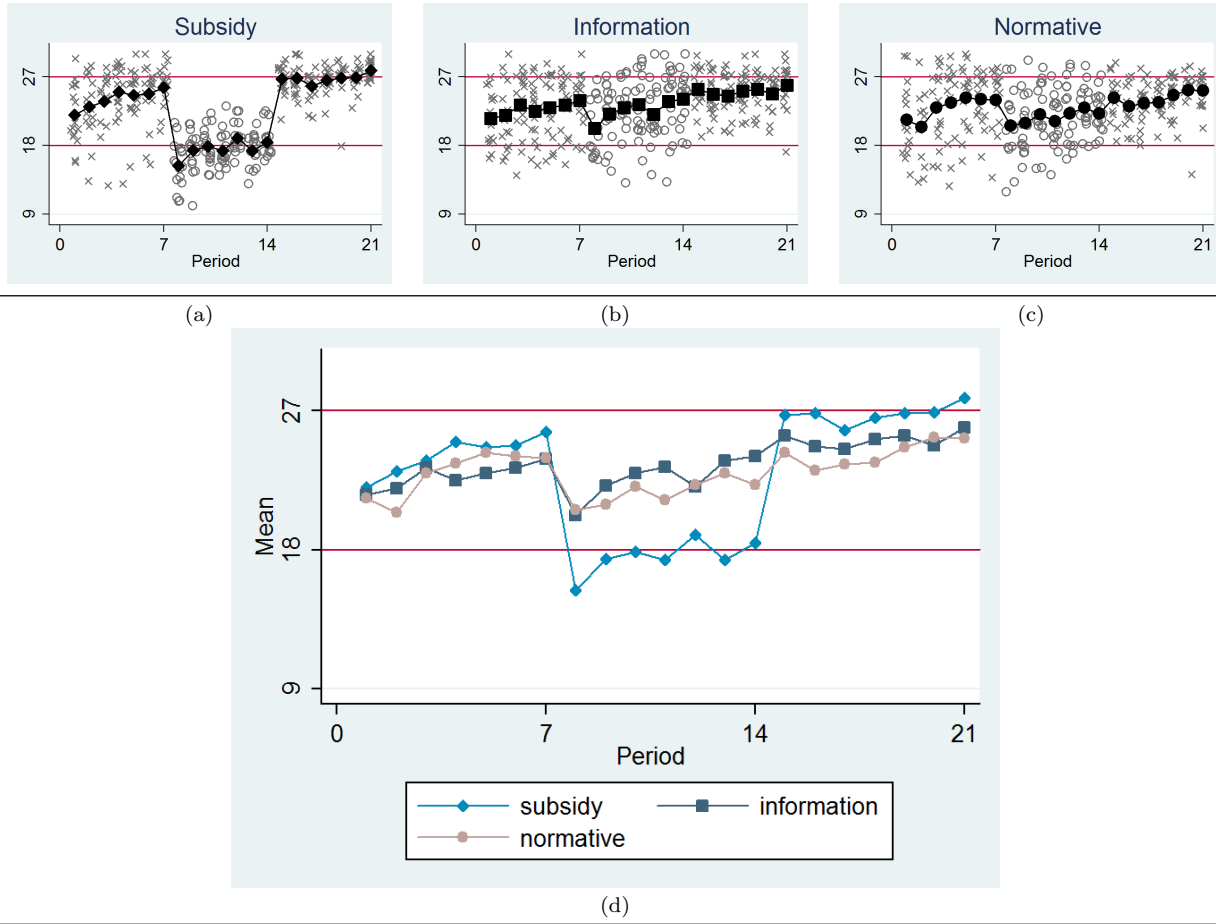 Subsidy
27
18
9
0 7 14 21
Period
Information
27
18
9
0 7 14 21
Period
Normative
27
18
9
0 7 14 21
Period
(a) (b) (c)
27
18
9
Mean
0 7 14 21
Period
subsidy information
normative
(d)